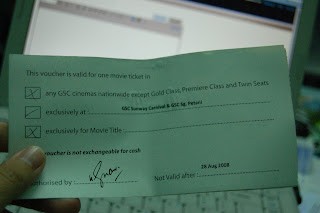 This voucher is valid for one movie ticket in
any GSC cinemas nationwide except Gold Class, Premiere Class and Twin Seats
exclusively at : GSC Sunway Carnival & GSC Sg. Petani
exclusively for Movie Title :
voucher is not exchangeable for cash
authorised by : Not Valid after : 26 Aug 2008